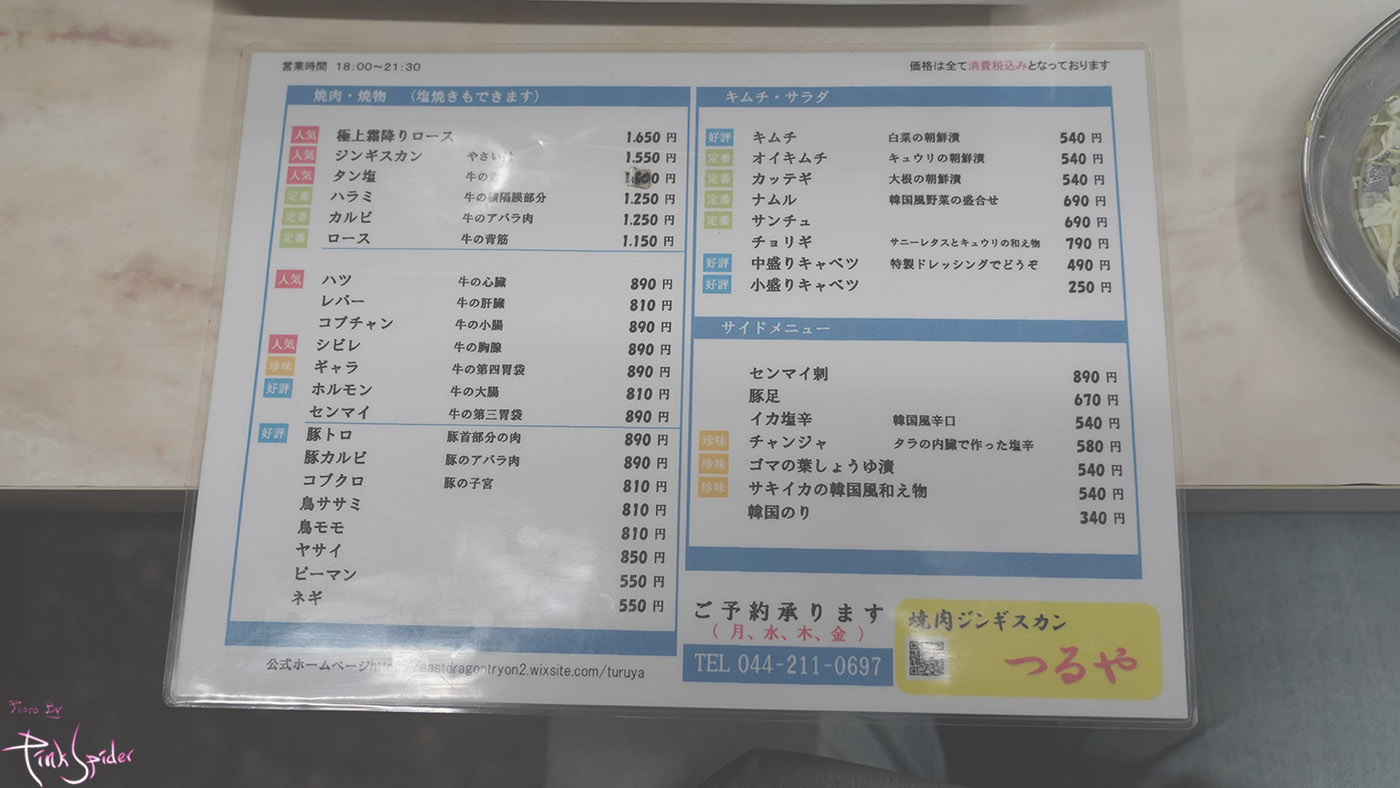 営業時間 18:00～21:30
価格は全て消費税込みとなっております
焼肉・焼物 （塩焼きもできます）
人気 極上霜降りロース 1.650 円
人気 ジンギスカン やさい 1.550 円
人気 タン塩 牛の舌 円
定番 ハラミ 牛の横隔膜部分 1.250 円
定番 カルビ 牛のアバラ肉 1.250 円
定番 ロース 牛の背筋 1.150 円
人気 ハツ 牛の心臓 890 円
レバー 牛の肝臓 810 円
コブチャン 牛の小腸 890 円
人気 シビレ 牛の胸腺 890 円
珍味 ギャラ 牛の第四胃袋 890 円
好評 ホルモン 牛の大腸 810 円
センマイ 牛の第三胃袋 890 円
好評 豚トロ 豚首部分の肉 890 円
豚カルビ 豚のアバラ肉 890 円
コブクロ 豚の子宮 810 円
鳥ササミ 810 円
鳥モモ 810 円
ヤサイ 850 円
ピーマン 550 円
ネギ 550 円
公式ホームページ eastdragontryon2.wixsite.com/turuya
キムチ・サラダ
好評 キムチ 白菜の朝鮮漬 540 円
定番 オイキムチ キュウリの朝鮮漬 540 円
定番 カッテギ 大根の朝鮮漬 540 円
定番 ナムル 韓国風野菜の盛合せ 690 円
定番 サンチュ 690 円
チョリギ サニーレタスとキュウリの和え物 790 円
好評 中盛りキャベツ 特製ドレッシングでどうぞ 490 円
好評 小盛りキャベツ 250 円
サイドメニュー
センマイ刺 890 円
豚足 670 円
イカ塩辛 韓国風辛口 540 円
珍味 チャンジャ タラの内臓で作った塩辛 580 円
珍味 ゴマの葉しょうゆ漬 540 円
珍味 サキイカの韓国風和え物 540 円
韓国のり 340 円
ご予約承ります
（月、水、木、金）
TEL 044-211-0697
焼肉ジンギスカン
つるや
Photo By
PinkSpider